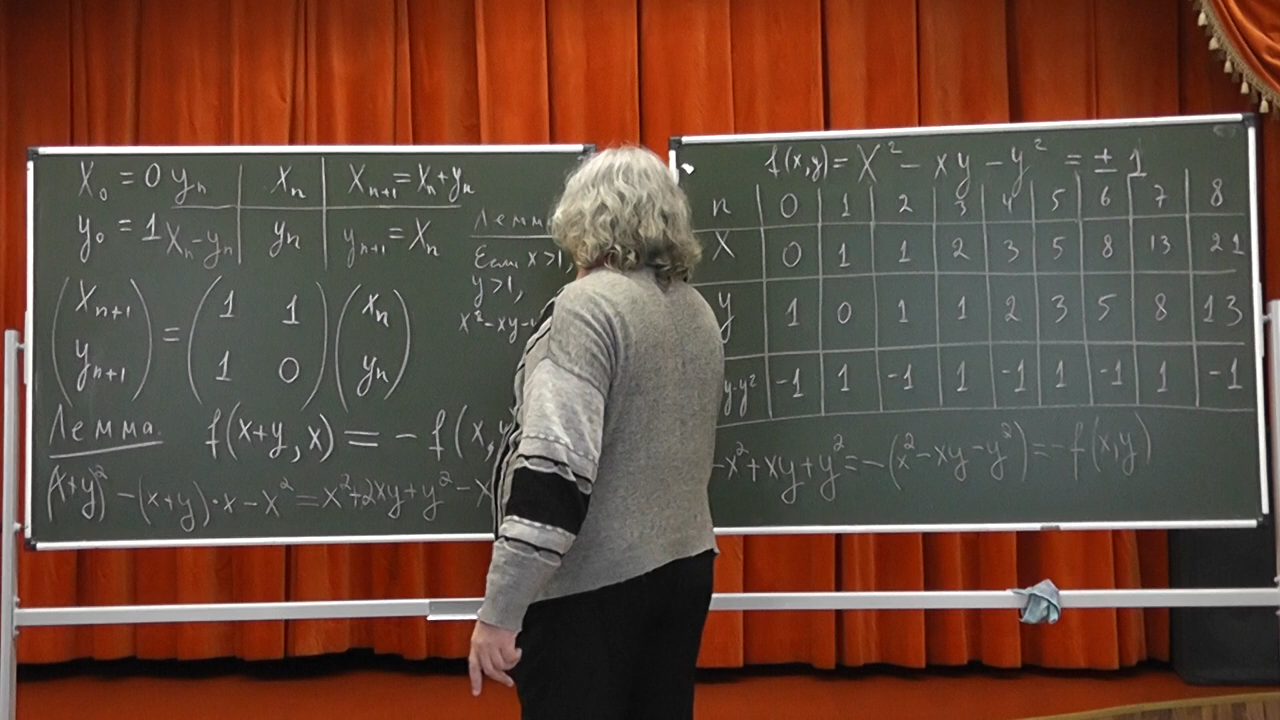 X₀ = 0 yₙ | Xₙ | Xₙ₊₁ = Xₙ + yₙ
y₀ = 1 Xₙ - yₙ | yₙ | yₙ₊₁ = Xₙ
(Xₙ₊₁ yₙ₊₁) = (1 1 1 0) (xₙ yₙ)
Лемма. f(x+y, x) = - f(x,
(x+y)² - (x+y)·x - x² = x² + 2xy + y² - x
Если x > 1,
y > 1,
x² - xy -
f(x,y) = X² - xy - y² = ± 1
n | 0 | 1 | 2 | 3 | 4 | 5 | 6 | 7 | 8
X | 0 | 1 | 1 | 2 | 3 | 5 | 8 | 13 | 21
y | 1 | 0 | 1 | 1 | 2 | 3 | 5 | 8 | 13
y-y² | -1 | 1 | -1 | 1 | -1 | 1 | -1 | 1 | -1
-x² + xy + y² = -(x² - xy - y²) = -f(x,y)